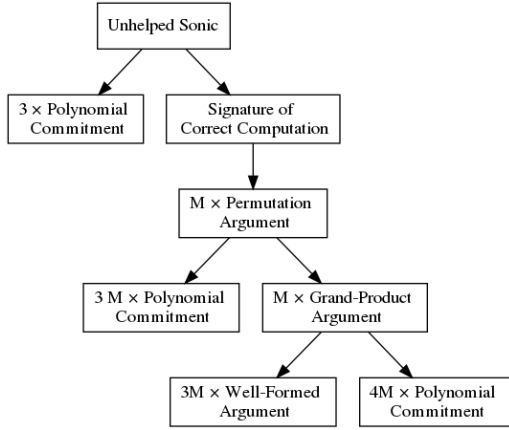 Unhelped Sonic
3 × Polynomial
Commitment
Signature of
Correct Computation
M × Permutation
Argument
3 M × Polynomial
Commitment
M × Grand-Product
Argument
3M × Well-Formed
Argument
4M × Polynomial
Commitment